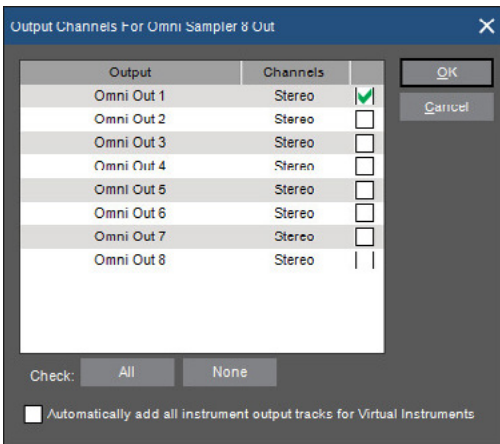 Output Channels For Omni Sampler 8 Out
Output Channels
Omni Out 1 Stereo
Omni Out 2 Stereo
Omni Out 3 Stereo
Omni Out 4 Stereo
Omni Out 5 Stereo
Omni Out 6 Stereo
Omni Out 7 Stereo
Omni Out 8 Stereo
OK
Cancel
Check: All None
Automatically add all instrument output tracks for Virtual Instruments